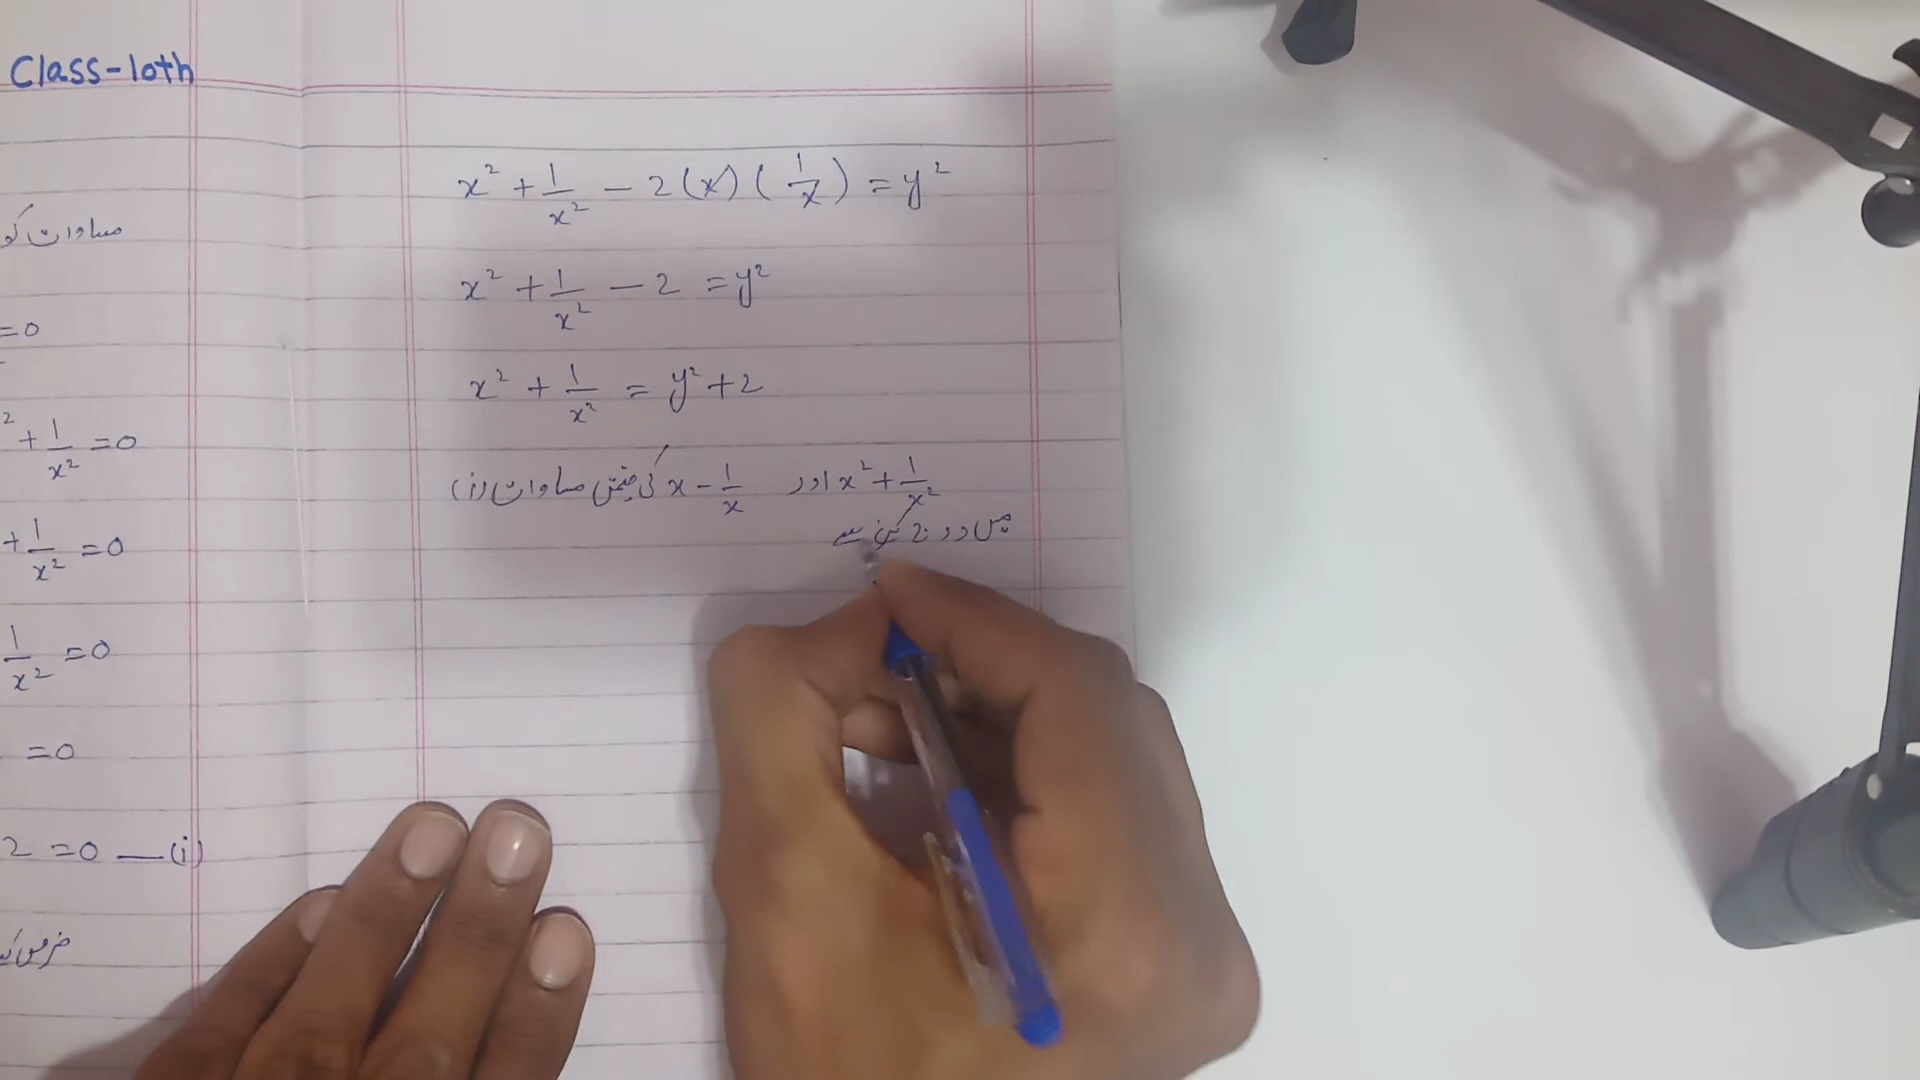 Class-10th
مساوات کو
=0
2 + 1/x² =0
+ 1/x² =0
1/x² =0
=0
2 =0 —(i)
فرض
x² + 1/x² - 2(x)(1/x) = y²
x² + 1/x² - 2 = y²
x² + 1/x² = y² + 2
x² + 1/x² اور x - 1/x کی قیمتیں مساوات (i)
میں درج کرنے سے